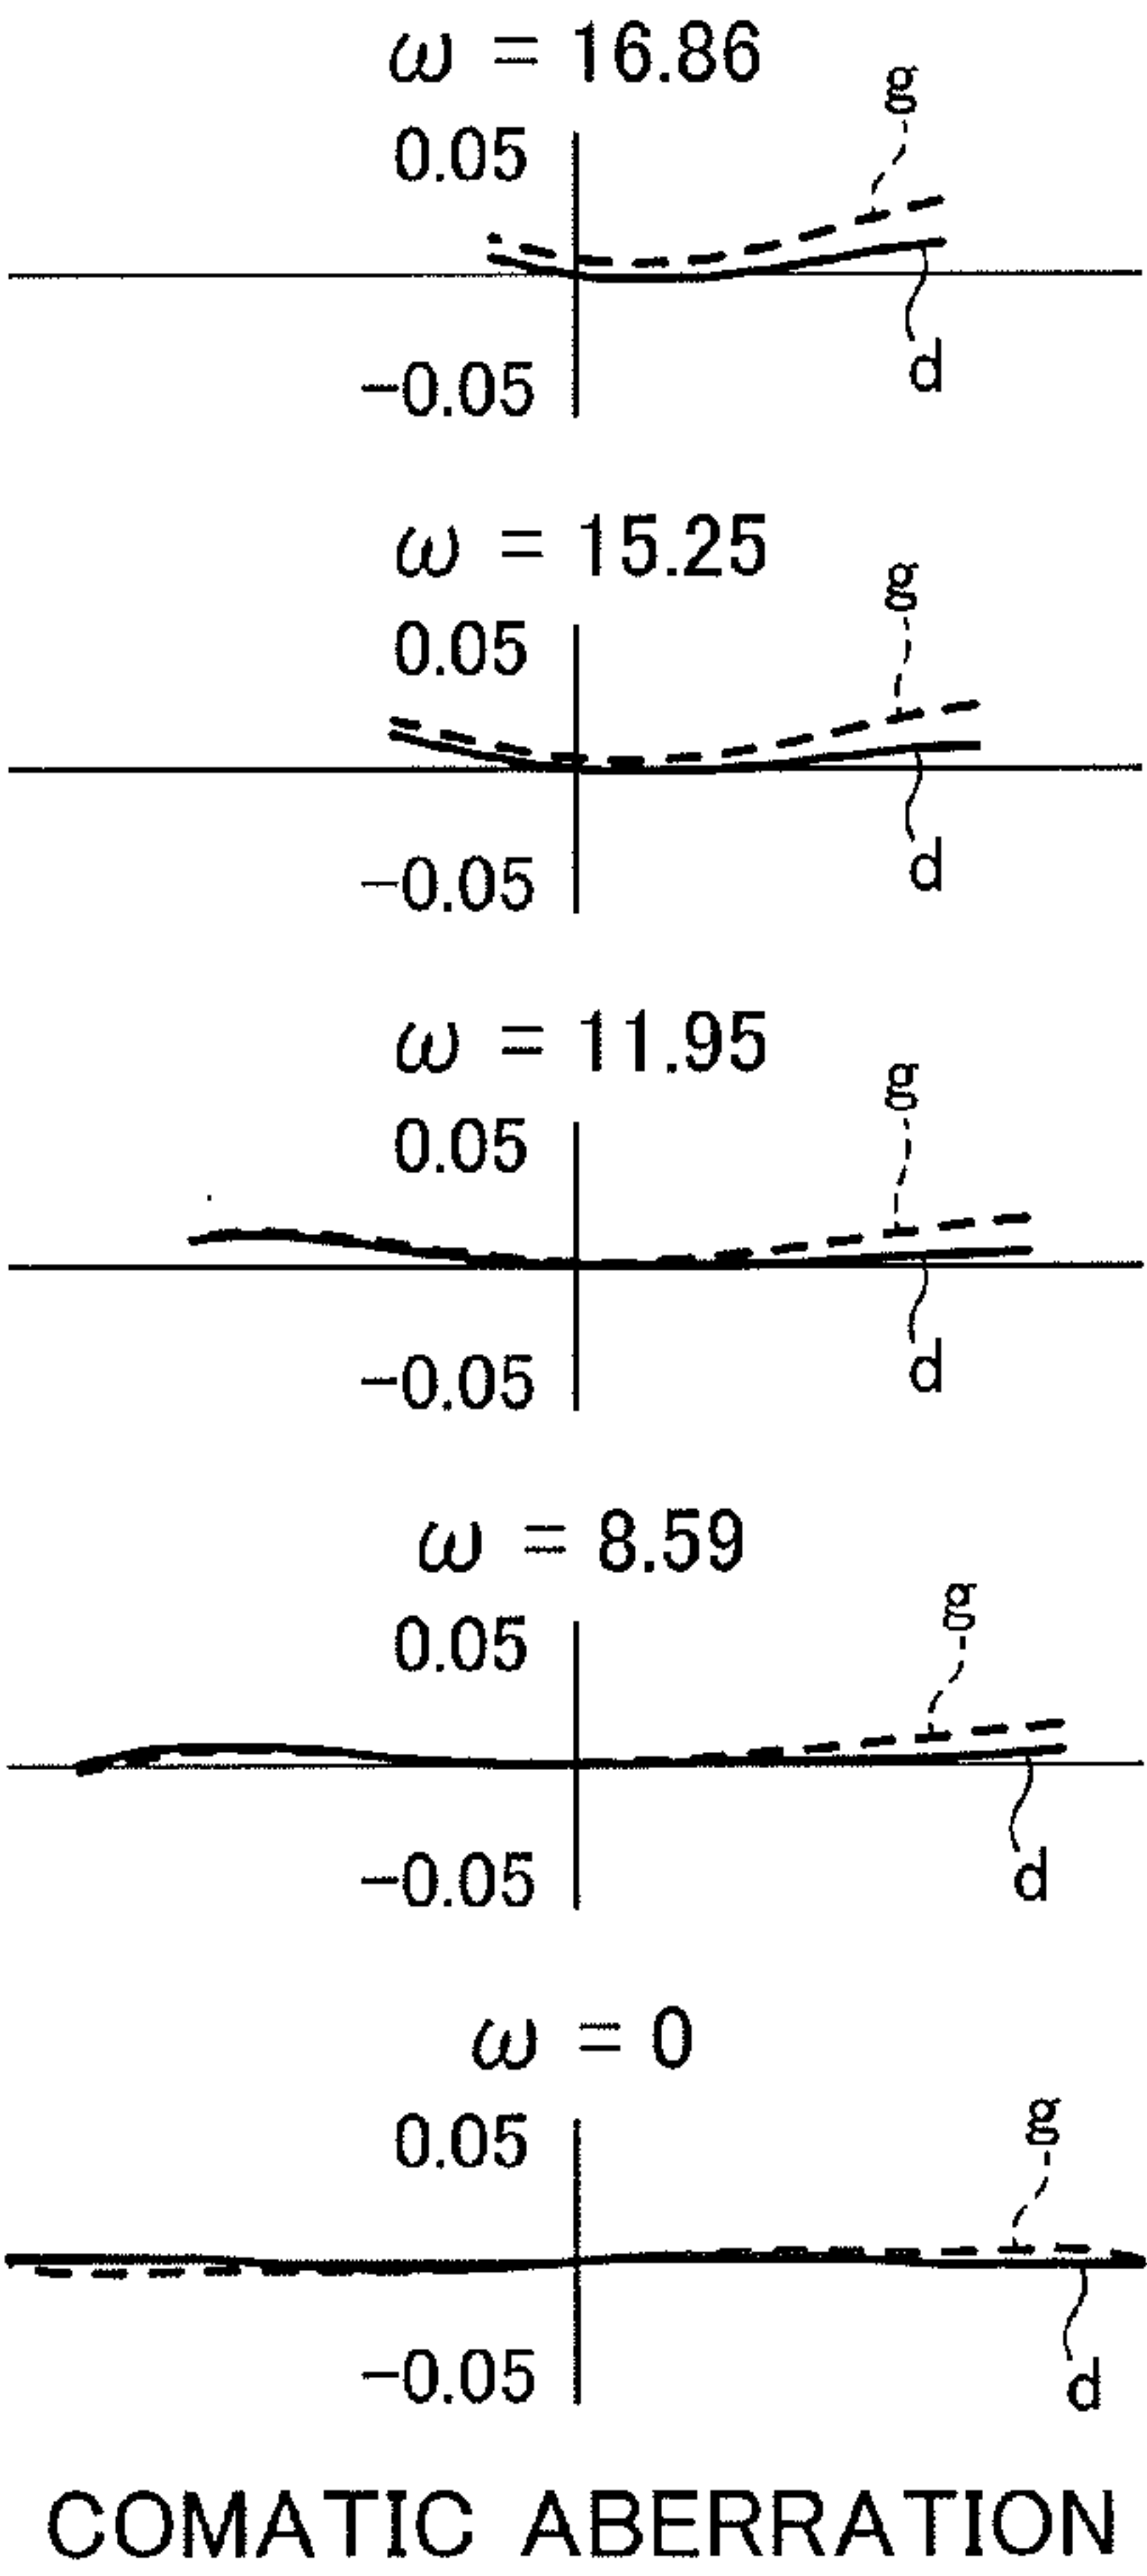 ω = 16.86
g
0.05
d
-0.05
ω = 15.25
g
0.05
d
-0.05
ω = 11.95
g
0.05
d
-0.05
ω = 8.59
g
0.05
d
-0.05
ω = 0
g
0.05
d
-0.05
COMATIC ABERRATION